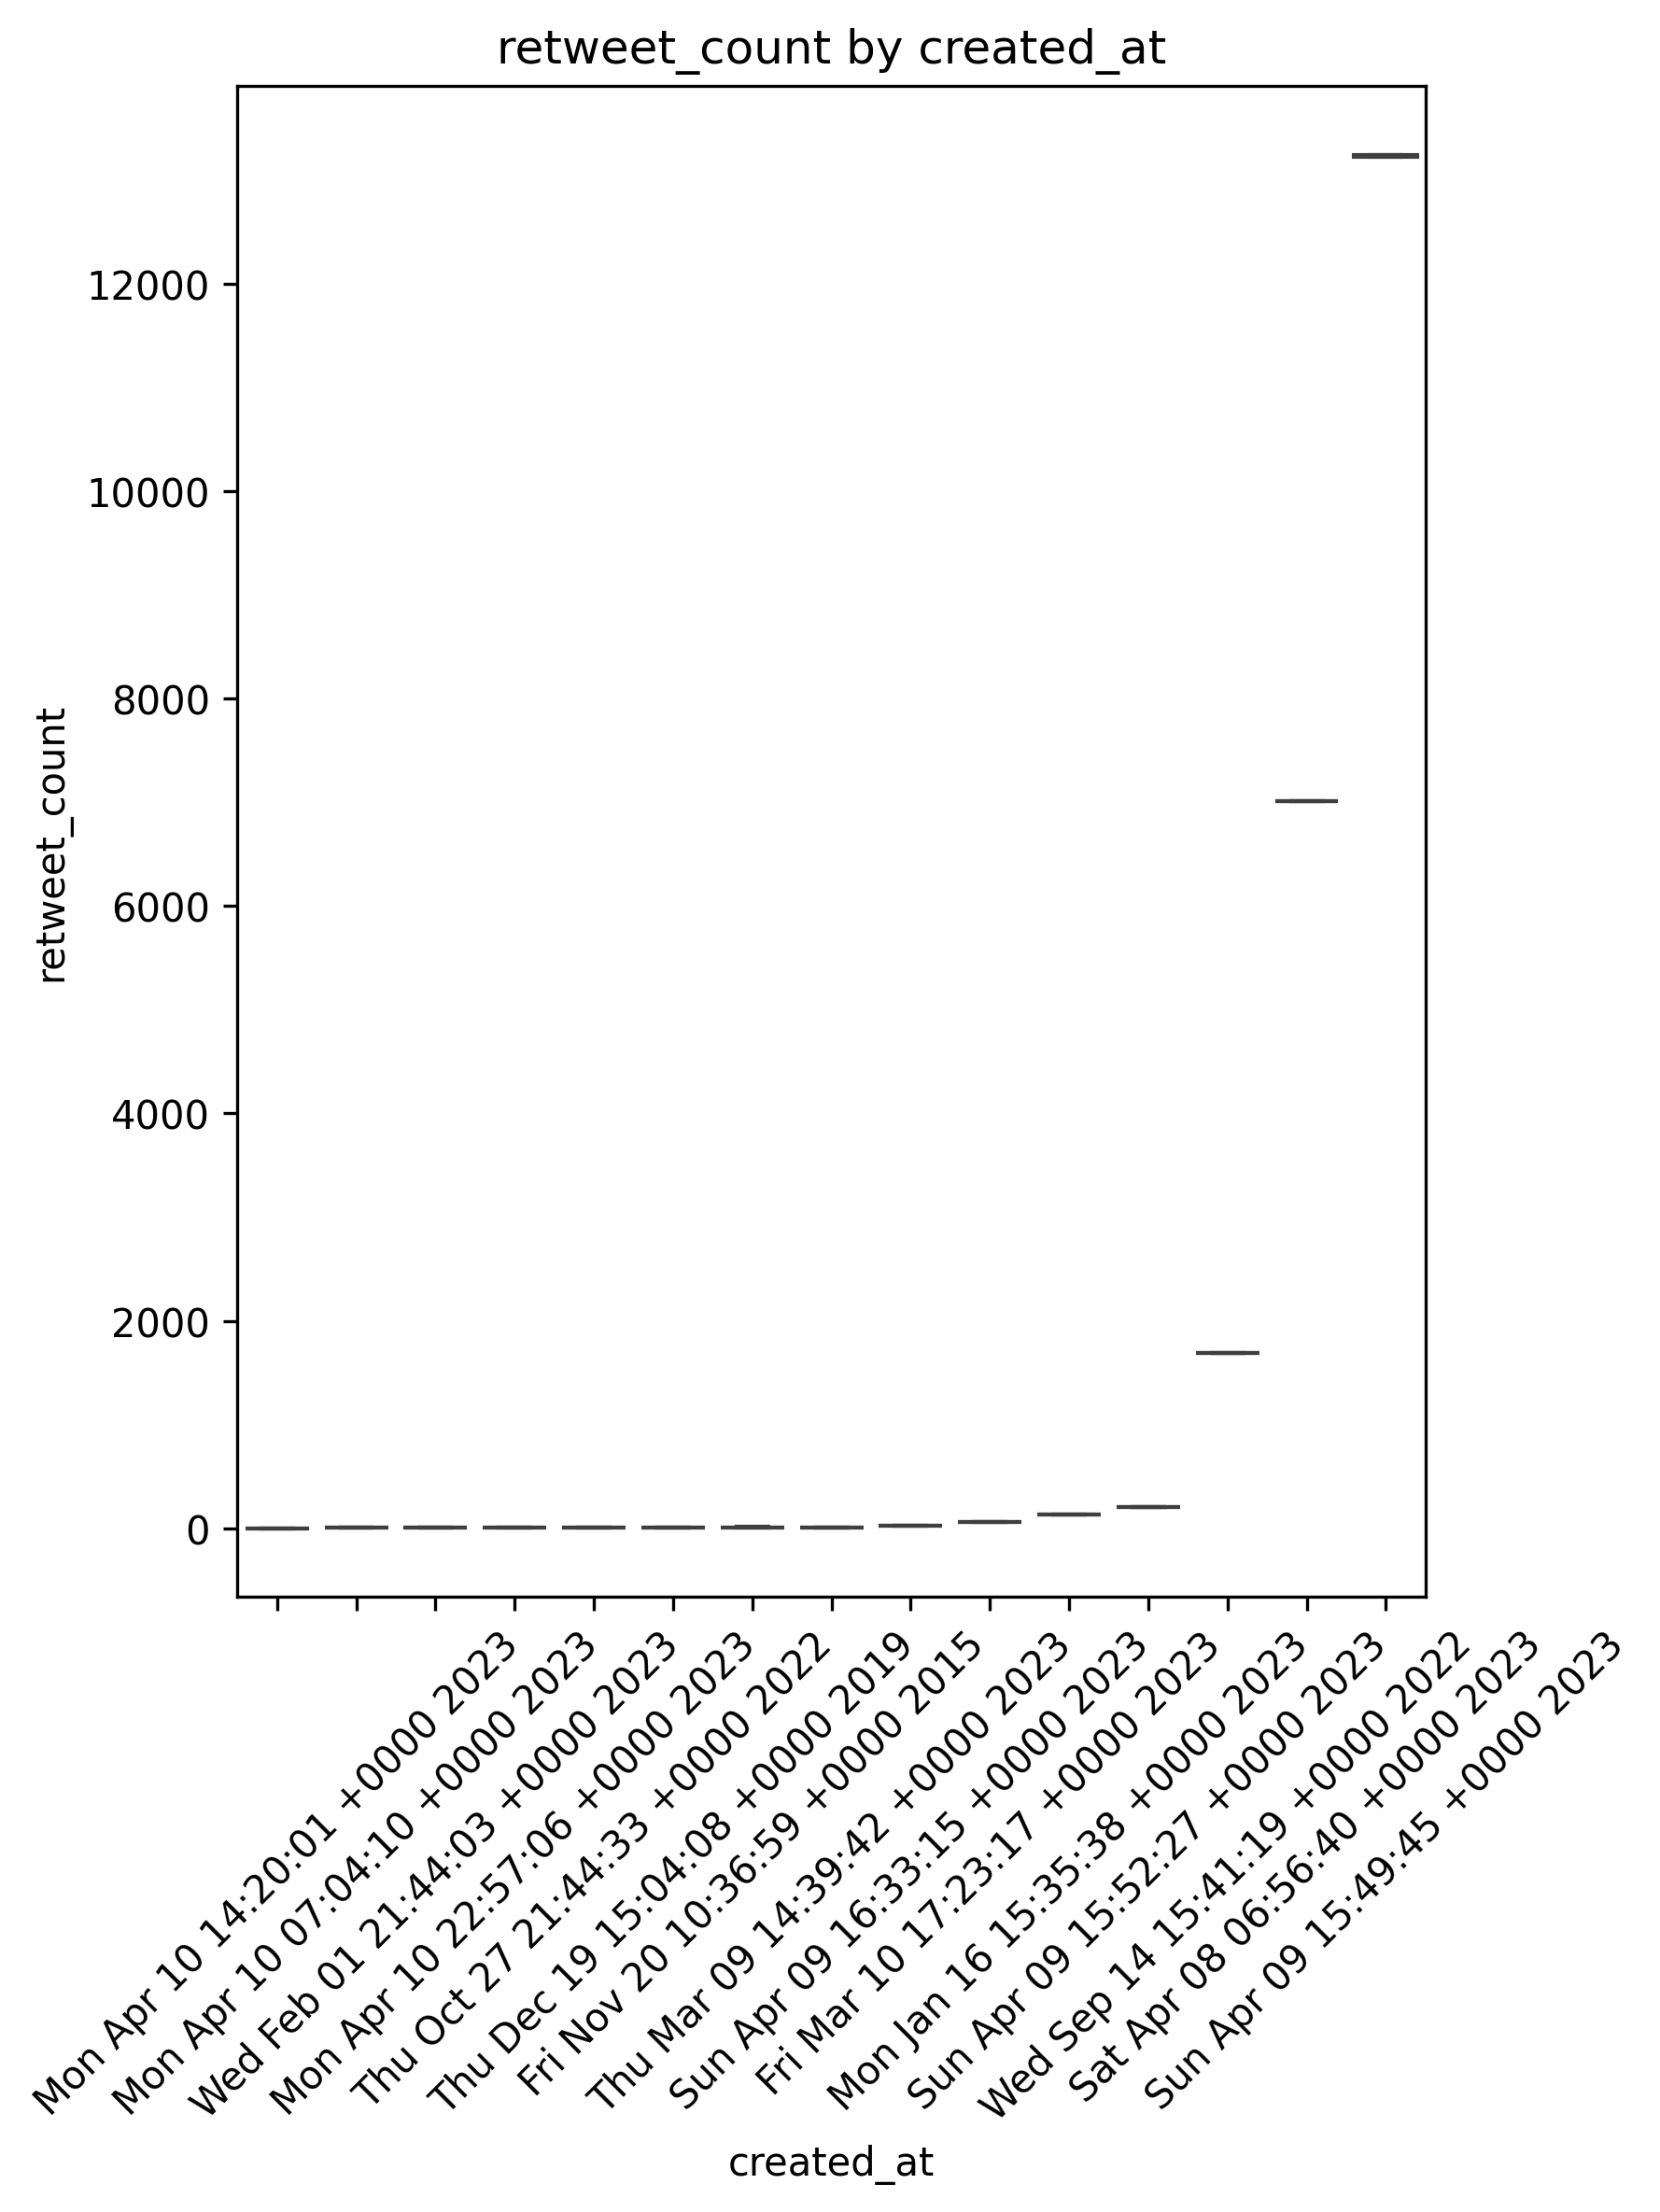 retweet_count by created_at
retweet_count
12000
10000
8000
6000
4000
2000
0
Mon Apr 10 14:20:01 +0000 2023
Mon Apr 10 07:04:10 +0000 2023
Wed Feb 01 21:44:03 +0000 2023
Mon Apr 10 22:57:06 +0000 2023
Thu Oct 27 21:44:33 +0000 2022
Thu Dec 19 15:04:08 +0000 2019
Fri Nov 20 10:36:59 +0000 2015
Thu Mar 09 14:39:42 +0000 2023
Sun Apr 09 16:33:15 +0000 2023
Fri Mar 10 17:23:17 +0000 2023
Mon Jan 16 15:35:38 +0000 2023
Sun Apr 09 15:52:27 +0000 2023
Wed Sep 14 15:41:19 +0000 2022
Sat Apr 08 06:56:40 +0000 2023
Sun Apr 09 15:49:45 +0000 2023
created_at